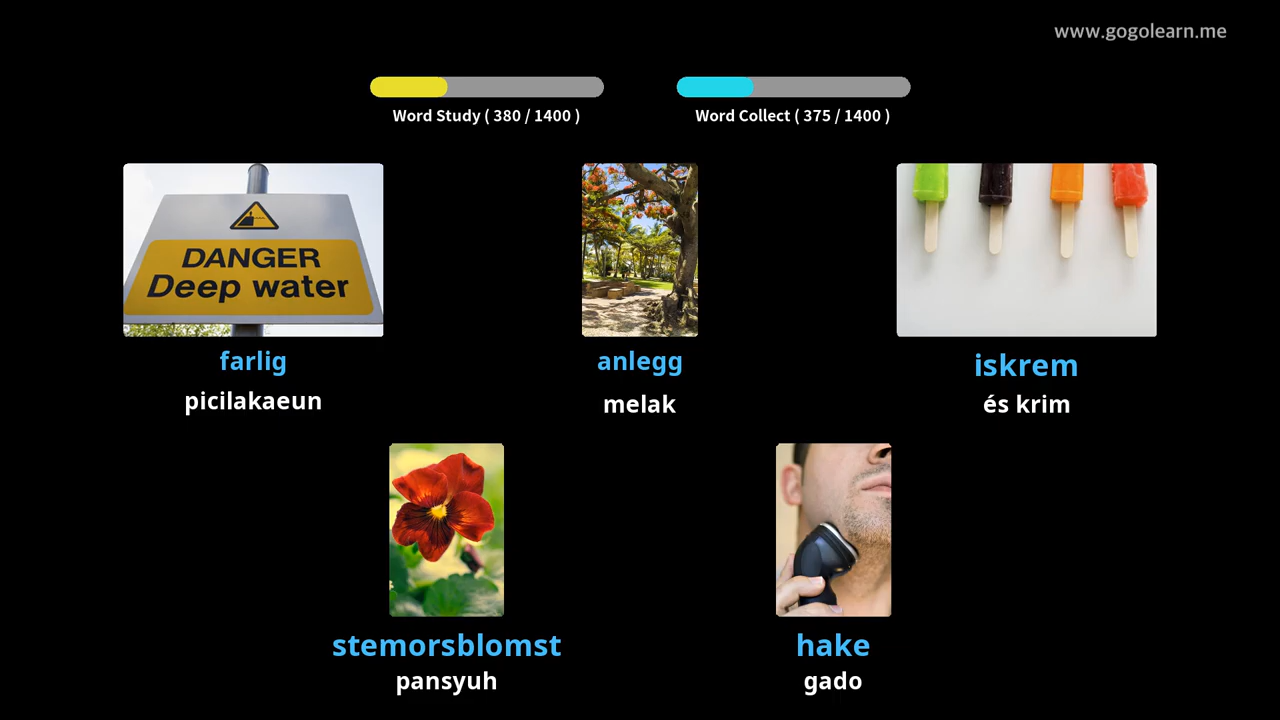 www.gogolearn.me
Word Study ( 380 / 1400 )
Word Collect ( 375 / 1400 )
DANGER
Deep water
farlig
picilakaeun
anlegg
melak
iskrem
és krim
stemorsblomst
pansyuh
hake
gado